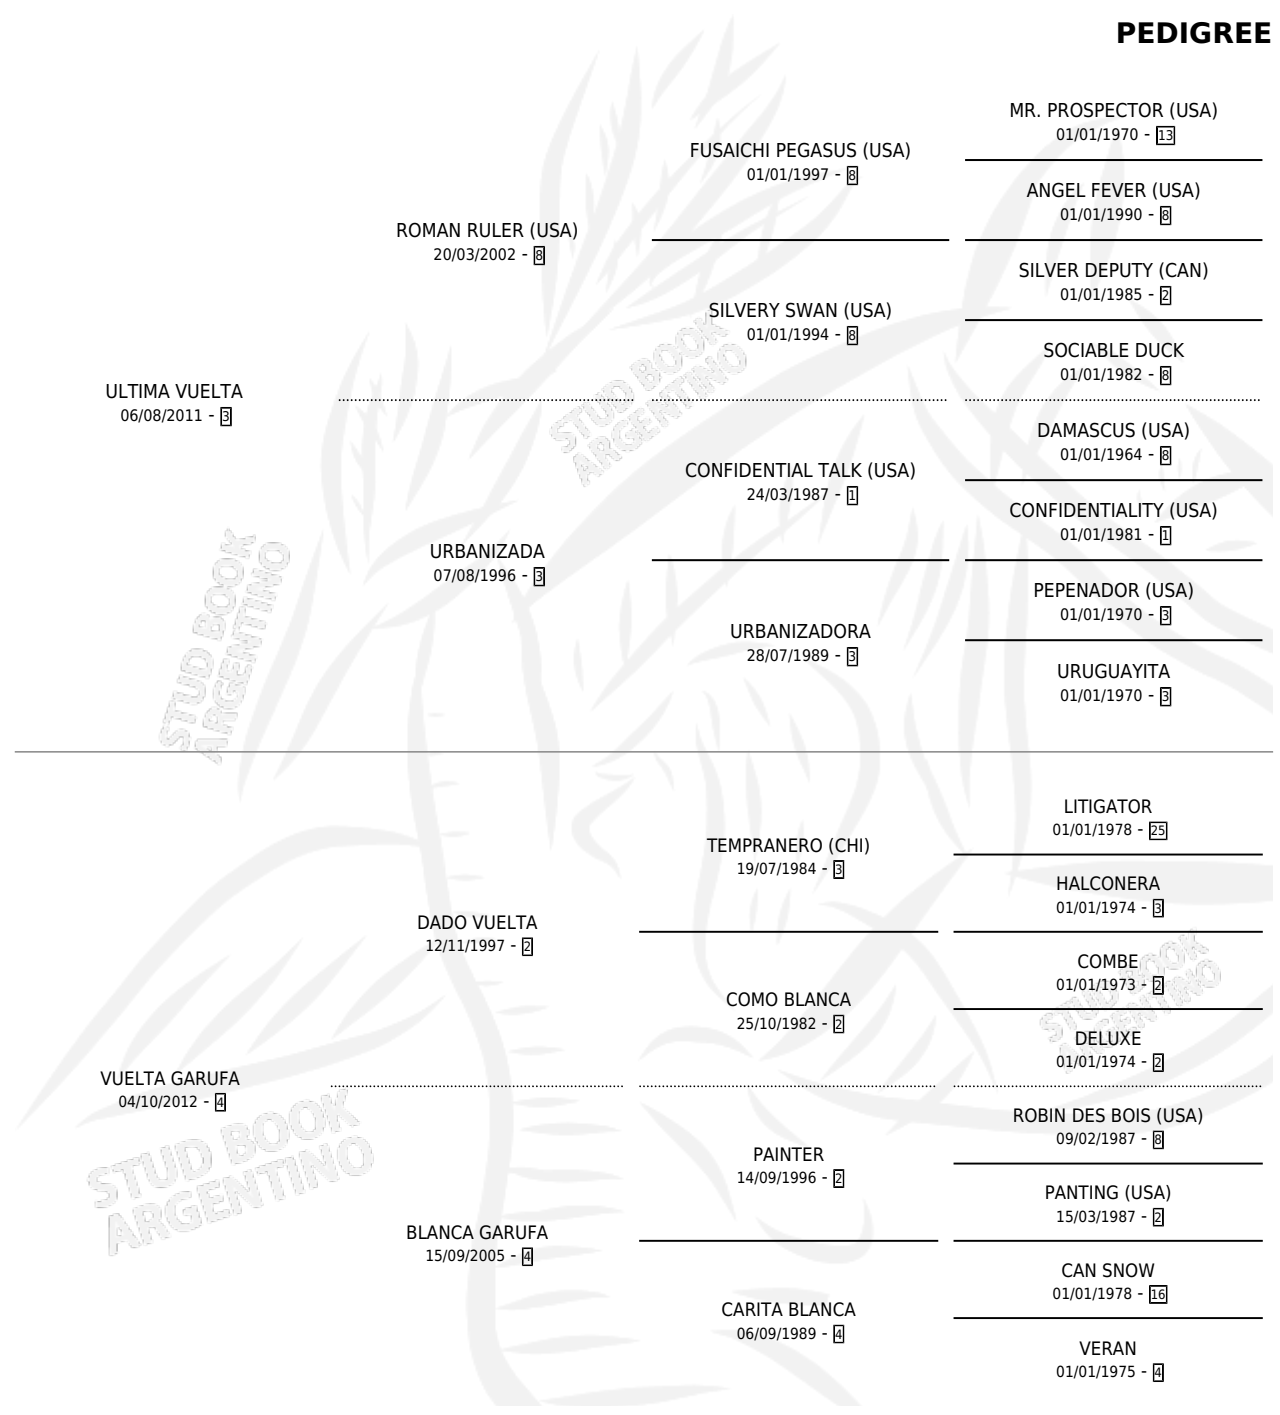 PEDIGREE
MR. PROSPECTOR (USA)
01/01/1970 - 13
FUSAICHI PEGASUS (USA)
01/01/1997 - 8
ANGEL FEVER (USA)
01/01/1990 - 8
ROMAN RULER (USA)
20/03/2002 - 8
SILVER DEPUTY (CAN)
01/01/1985 - 2
SILVERY SWAN (USA)
01/01/1994 - 8
SOCIABLE DUCK
01/01/1982 - 8
ULTIMA VUELTA
06/08/2011 - 3
STUD BOOK
ARGENTINO
DAMASCUS (USA)
01/01/1964 - 8
CONFIDENTIAL TALK (USA)
24/03/1987 - 1
CONFIDENTIALITY (USA)
01/01/1981 - 1
URBANIZADA
07/08/1996 - 3
PEPENADOR (USA)
01/01/1970 - 3
URBANIZADORA
28/07/1989 - 3
URUGUAYITA
01/01/1970 - 3
STUD BOOK
ARGENTINO
LITIGATOR
01/01/1978 - 25
TEMPRANERO (CHI)
19/07/1984 - 3
HALCONERA
01/01/1974 - 3
DADO VUELTA
12/11/1997 - 2
COMBE
01/01/1973 - 2
COMO BLANCA
25/10/1982 - 2
STUD BOOK
ARGENTINO
DELUXE
01/01/1974 - 2
VUELTA GARUFA
04/10/2012 - 4
STUD BOOK
ARGENTINO
ROBIN DES BOIS (USA)
09/02/1987 - 8
PAINTER
14/09/1996 - 2
PANTING (USA)
15/03/1987 - 2
BLANCA GARUFA
15/09/2005 - 4
CAN SNOW
01/01/1978 - 16
CARITA BLANCA
06/09/1989 - 4
VERAN
01/01/1975 - 4